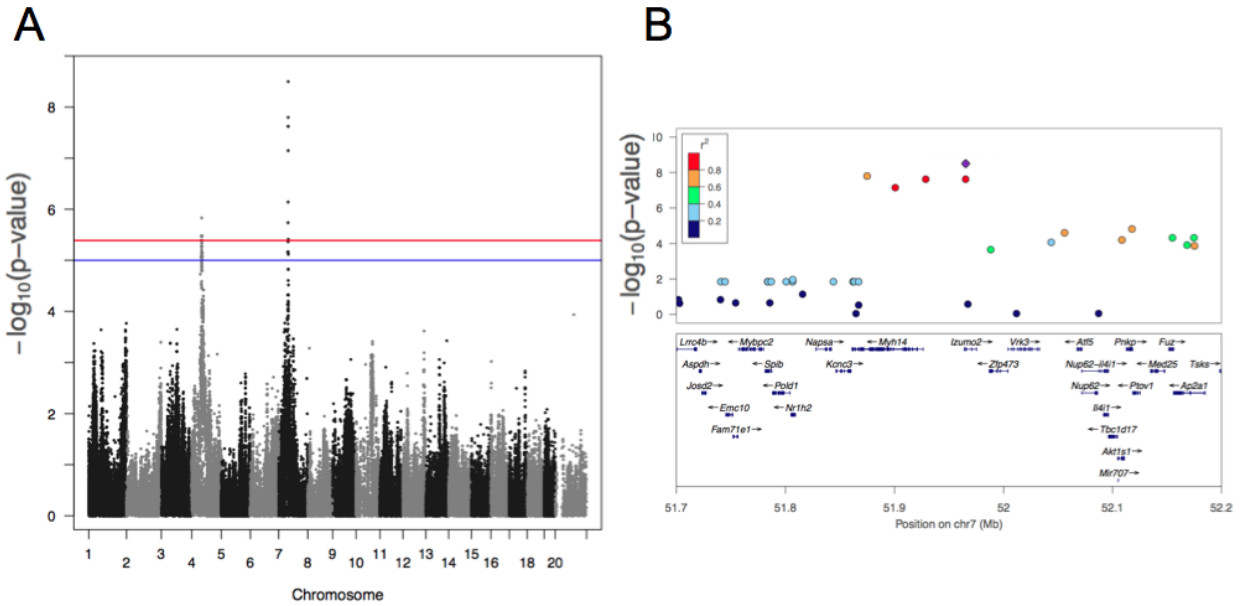 A
8
6
4
2
0
−log10(p−value)
1 2 3 4 5 6 7 8 9 10 11 12 13 14 15 16 18 20
Chromosome
B
10
8
6
4
2
0
−log10(p−value)
r2
0.8
0.6
0.4
0.2
Lrrc4b→ ←Mybpc2 Napsa→ ←Myh14 Izumo2→ Vrk3→ ←Atf5 Pnkp→ Fuz→
Aspdh→ ←Spib Kcnc3→ ←Zfp473 Nup62−il4i1→ ←Med25 Tsks→
Josd2→ ←Pold1 Nup62→ ←Ptov1 ←Ap2a1
←Emc10 ←Nr1h2 Il4i1→
Fam71e1→ ←Tbc1d17
Akt1s1→
Mir707→
51.7 51.8 51.9 52 52.1 52.2
Position on chr7 (Mb)